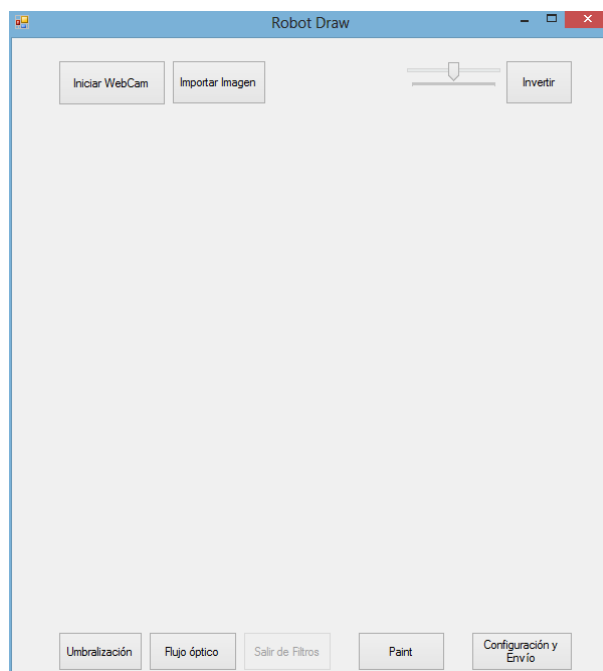 Robot Draw
Iniciar WebCam
Importar Imagen
Invertir
Umbralización
Flujo óptico
Salir de Filtros
Paint
Configuración y
Envío